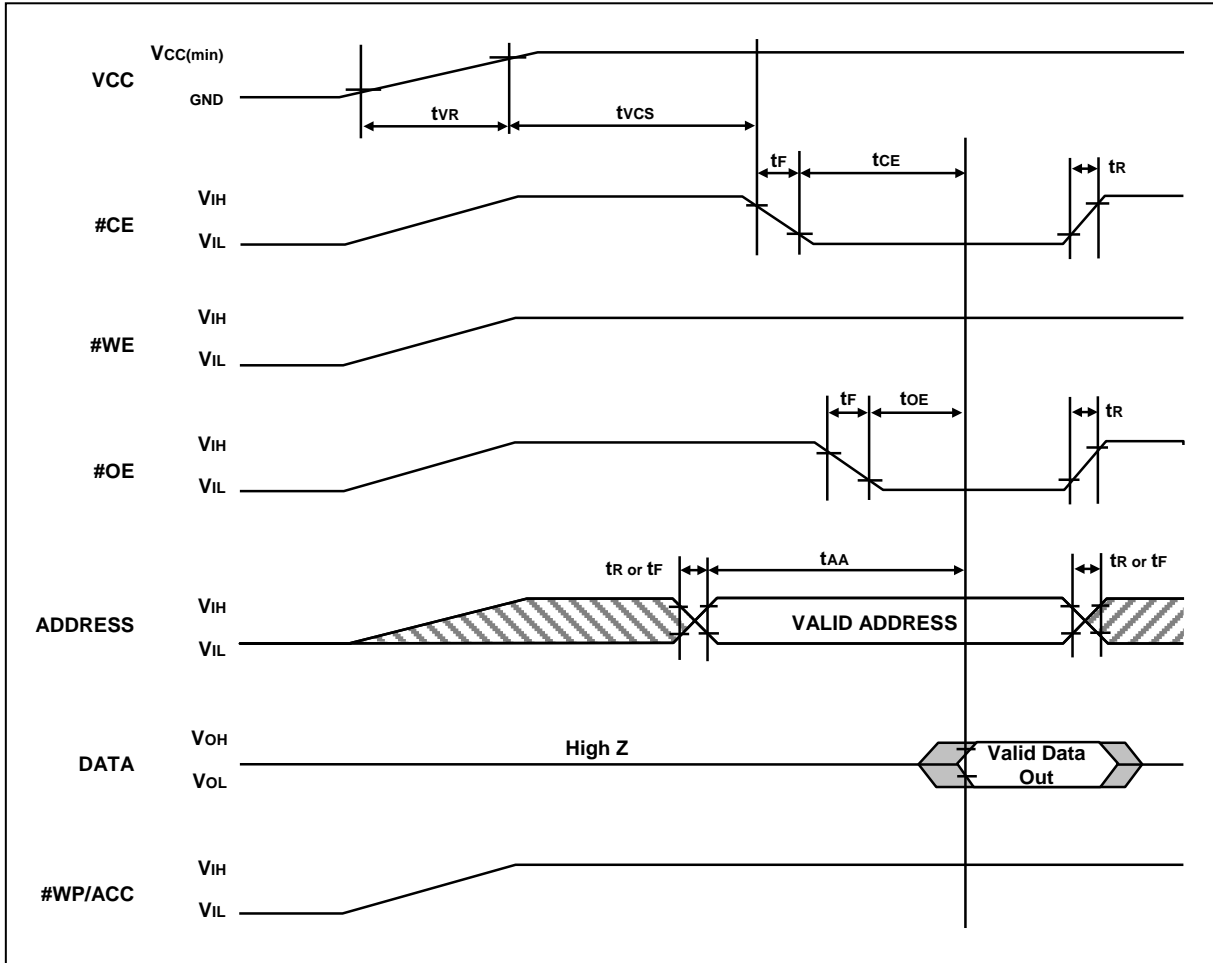 VCC(min)
VCC
GND
tVR
tVCS
tF
tCE
tR
VIH
#CE
VIL
VIH
#WE
VIL
tF
tOE
tR
VIH
#OE
VIL
tR or tF
tAA
tR or tF
VIH
ADDRESS
VALID ADDRESS
VIL
VOH
High Z
DATA
Valid Data
Out
VOL
VIH
#WP/ACC
VIL